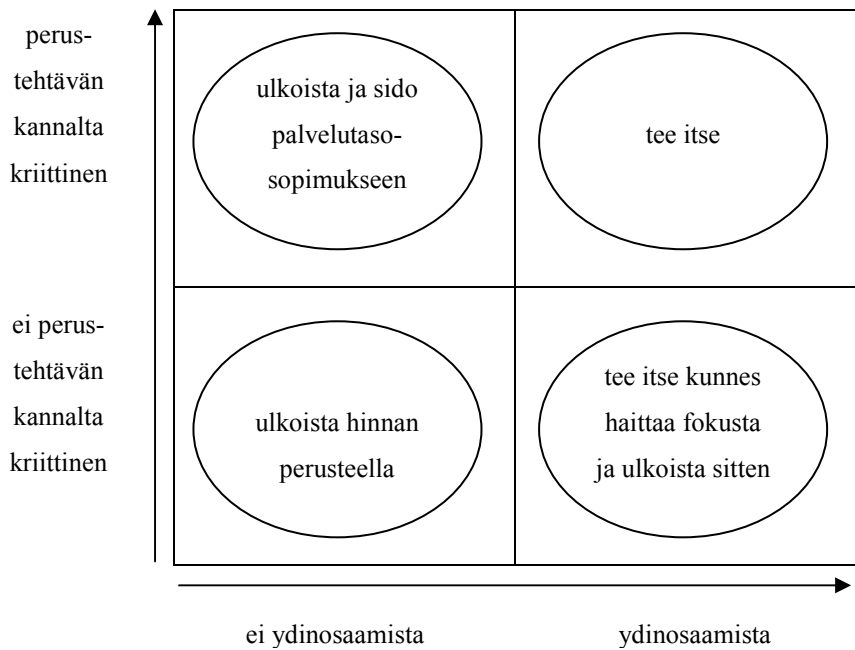 perus-
tehtävän
kannalta
kriittinen
ulkoista ja sido
palvelutaso-
sopimukseen
tee itse
ei perus-
tehtävän
kannalta
kriittinen
ulkoista hinnan
perusteella
tee itse kunnes
haittaa fokusta
ja ulkoista sitten
ei ydinosaamista
ydinosaamista